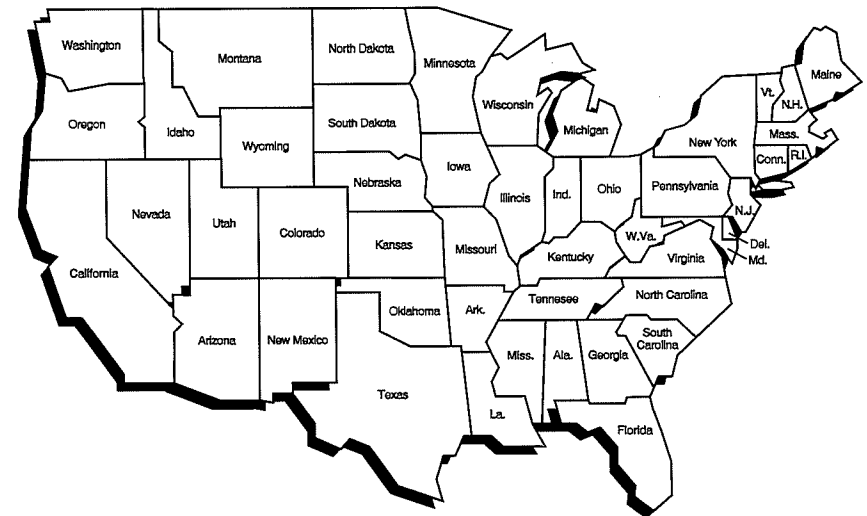 Washington
Montana
North Dakota
Minnesota
Maine
Vt.
N.H.
Oregon
Idaho
South Dakota
Wisconsin
Michigan
New York
Mass.
Wyoming
Conn.
R.I.
Iowa
Nebraska
Pennsylvania
Nevada
Utah
Colorado
Illinois
Ind.
Ohio
N.J.
W.Va.
Del.
Kansas
Missouri
Kentucky
Virginia
Md.
California
Oklahoma
Ark.
Tennesee
North Carolina
Arizona
New Mexico
South
Carolina
Miss.
Ala.
Georgia
Texas
La.
Florida